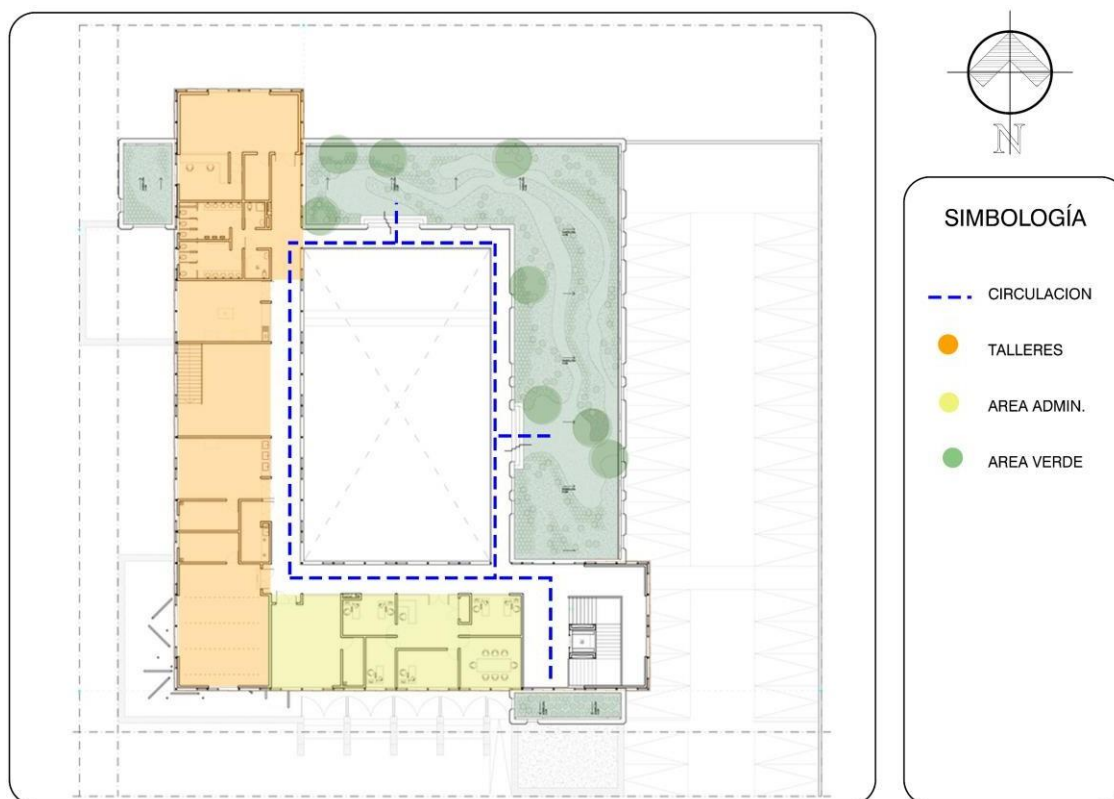 N
SIMBOLOGÍA
CIRCULACION
TALLERES
AREA ADMIN.
AREA VERDE